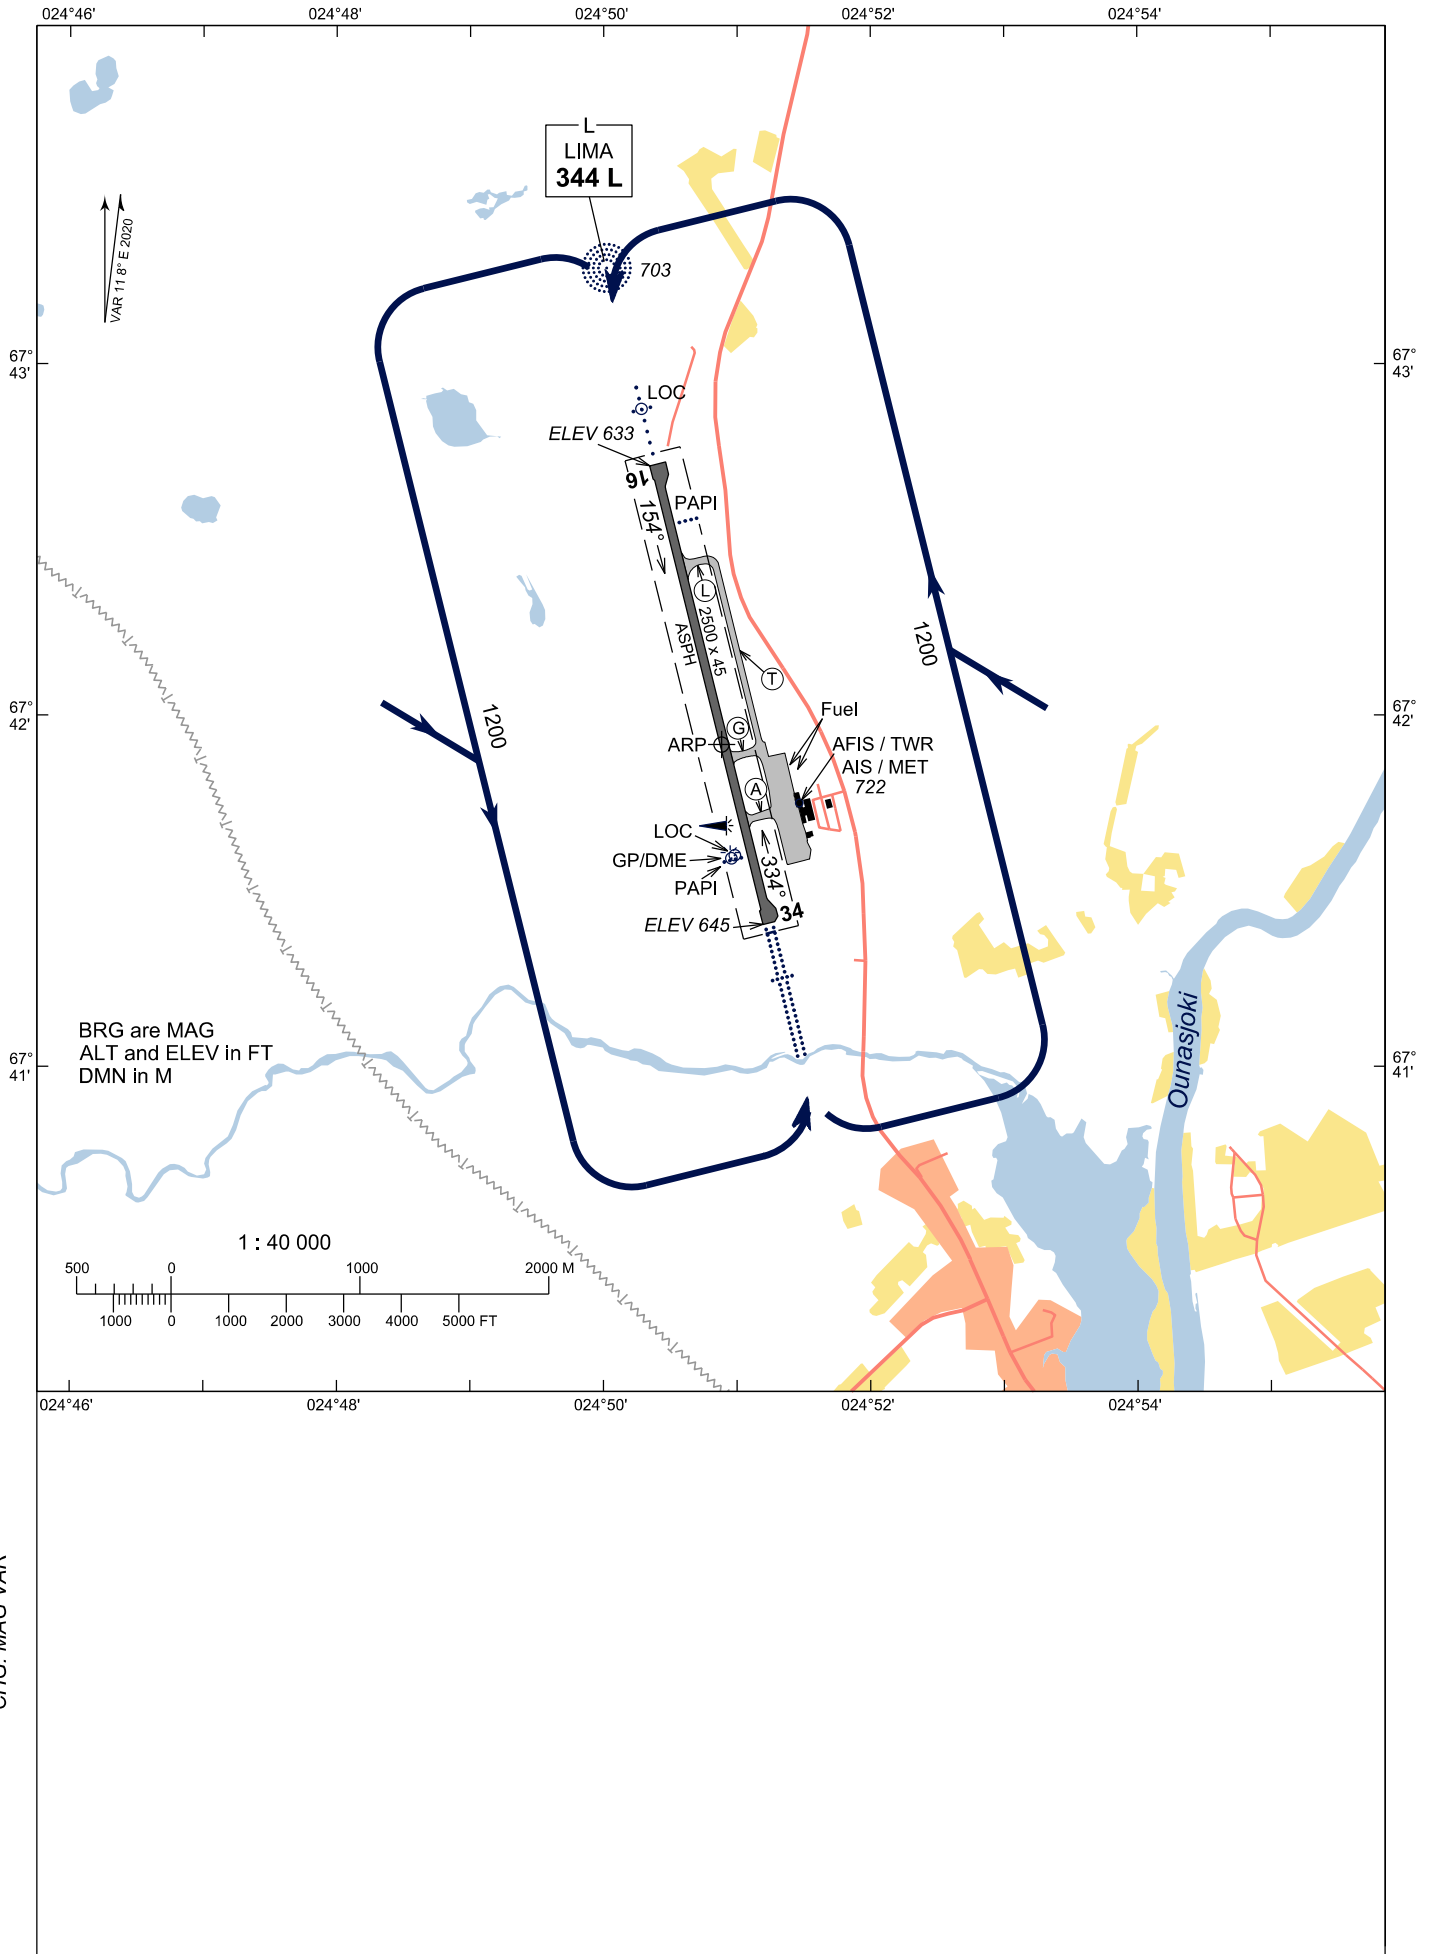 024°46'
024°48'
024°50'
024°52'
024°54'
L
LIMA
344 L
703
VAR 11.8° E 2020
67°
43'
67°
43'
LOC
ELEV 633
16
PAPI
154°
L
2500 x 45
ASPH
T
1200
1200
67°
42'
67°
42'
Fuel
G
ARP
AFIS / TWR
AIS / MET
722
A
LOC
GP/DME
PAPI
334°
34
ELEV 645
Ounasjoki
BRG are MAG
ALT and ELEV in FT
DMN in M
67°
41'
67°
41'
1 : 40 000
500 0 1000 2000 M
1000 0 1000 2000 3000 4000 5000 FT
024°46'
024°48'
024°50'
024°52'
024°54'